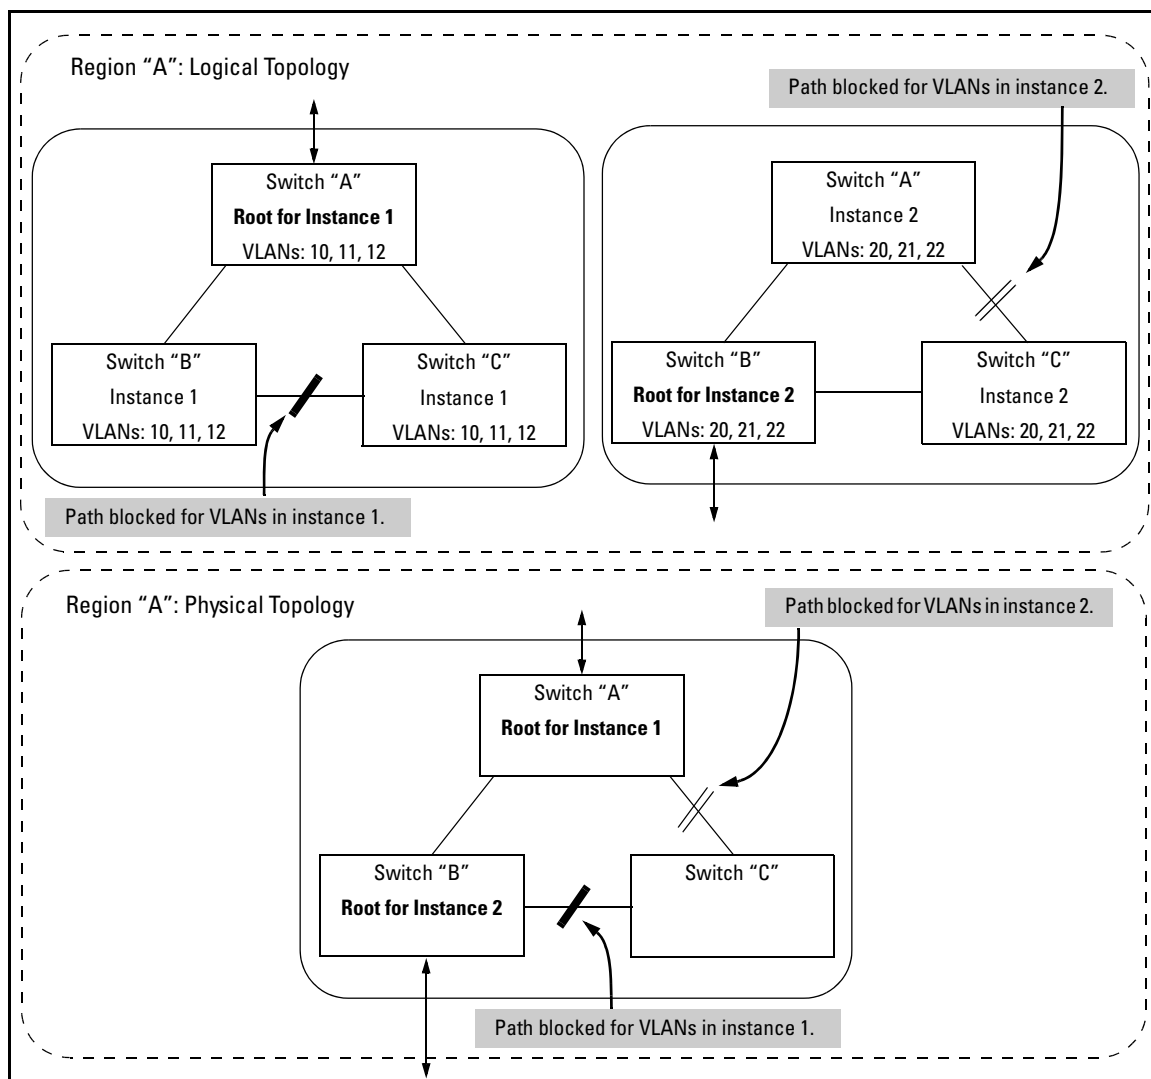 Region “A”: Logical Topology
Path blocked for VLANs in instance 2.
Switch “A”
Root for Instance 1
VLANs: 10, 11, 12
Switch “B”
Instance 1
VLANs: 10, 11, 12
Switch “C”
Instance 1
VLANs: 10, 11, 12
Path blocked for VLANs in instance 1.
Switch “A”
Instance 2
VLANs: 20, 21, 22
Switch “B”
Root for Instance 2
VLANs: 20, 21, 22
Switch “C”
Instance 2
VLANs: 20, 21, 22
Region “A”: Physical Topology
Path blocked for VLANs in instance 2.
Switch “A”
Root for Instance 1
Switch “B”
Root for Instance 2
Switch “C”
Path blocked for VLANs in instance 1.